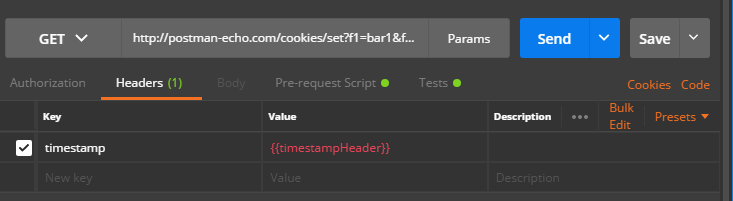 GET http://postman-echo.com/cookies/set?f1=bar1&f... Params Send Save
Authorization Headers (1) Body Pre-request Script Tests Cookies Code
Key Value Description ••• Bulk Edit Presets
timestamp {{timestampHeader}}
New key Value Description